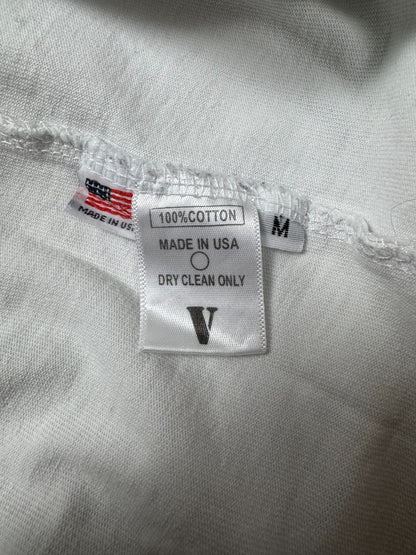 MADE IN USA
100%COTTON
MADE IN USA
DRY CLEAN ONLY
V
M